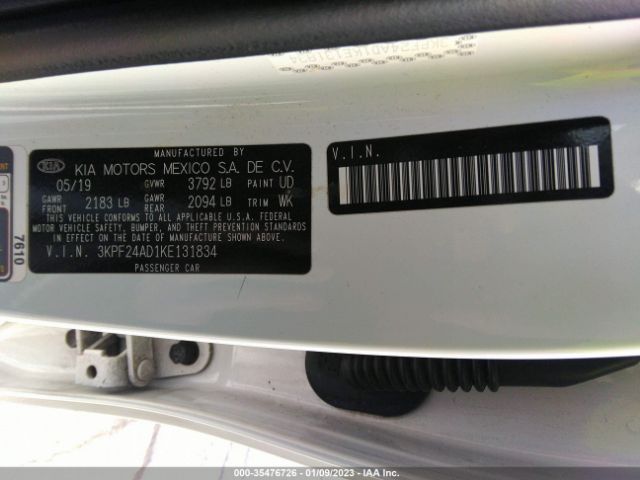 3KPF24AD1KE131834
MANUFACTURED BY
KIA KIA MOTORS MEXICO S.A. DE C.V.
05/19 GVWR 3792 LB PAINT UD
GAWR FRONT 2183 LB GAWR REAR 2094 LB TRIM WK
THIS VEHICLE CONFORMS TO ALL APPLICABLE U.S.A. FEDERAL
MOTOR VEHICLE SAFETY, BUMPER, AND THEFT PREVENTION STANDARDS
IN EFFECT ON THE DATE OF MANUFACTURE SHOWN ABOVE.
V.I.N. 3KPF24AD1KE131834
PASSENGER CAR
V.I.N.
7610
000-35476726 - 01/09/2023 - IAA Inc.